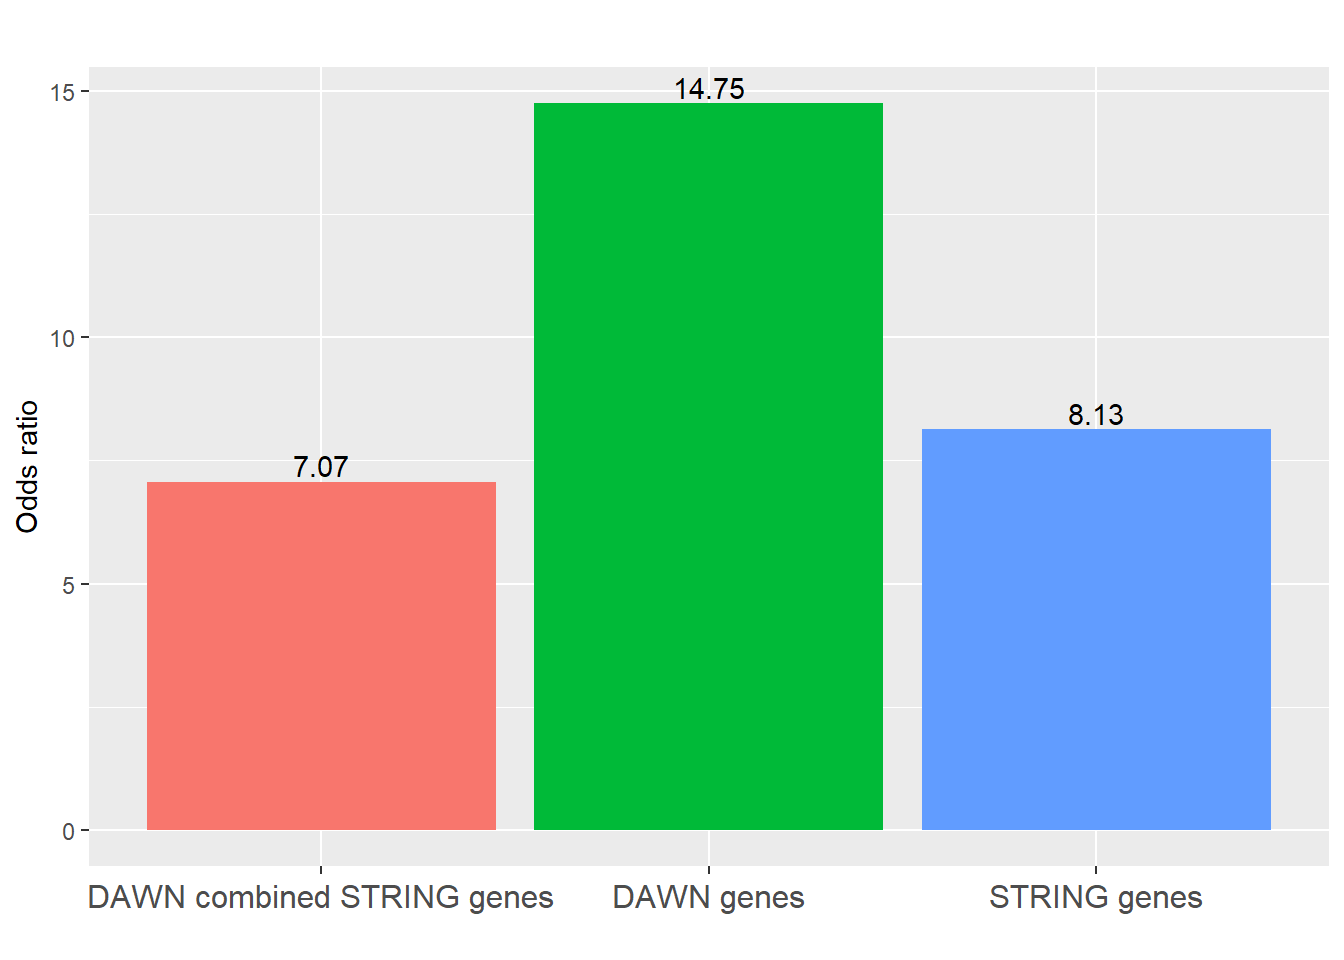 15
14.75
10
8.13
7.07
5
0
Odds ratio
DAWN combined STRING genes
DAWN genes
STRING genes